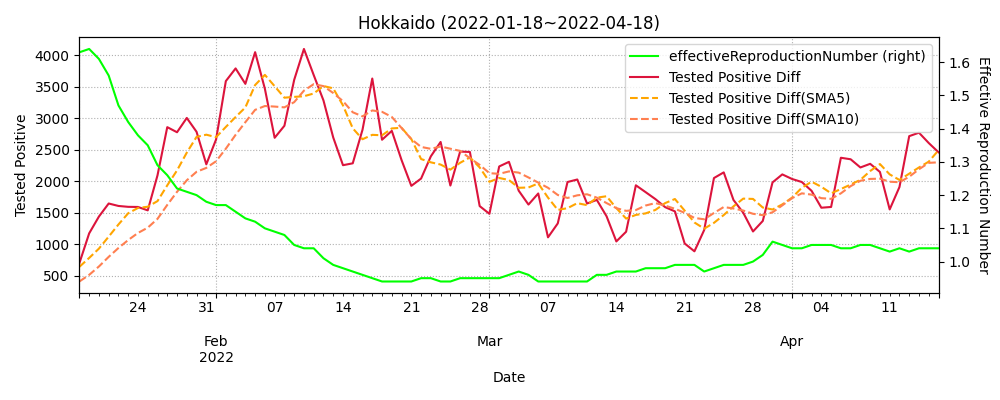 Hokkaido (2022-01-18~2022-04-18)
effectiveReproductionNumber (right)
Tested Positive Diff
Tested Positive Diff(SMA5)
Tested Positive Diff(SMA10)
Tested Positive
4000
3500
3000
2500
2000
1500
1000
500
Effective Reproduction Number
1.6
1.5
1.4
1.3
1.2
1.1
1.0
24 31 07 14 21 28 07 14 21 28 04 11
Feb Mar Apr
2022
Date